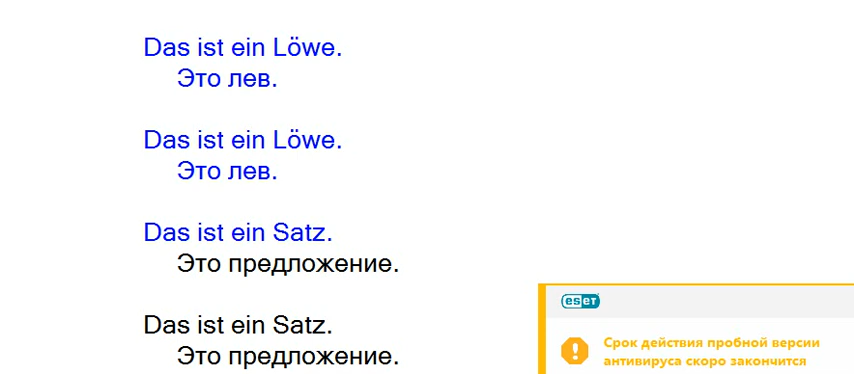 Das ist ein Löwe.
Это лев.
Das ist ein Löwe.
Это лев.
Das ist ein Satz.
Это предложение.
Das ist ein Satz.
Это предложение.
eset
Срок действия пробной версии
антивируса скоро закончится